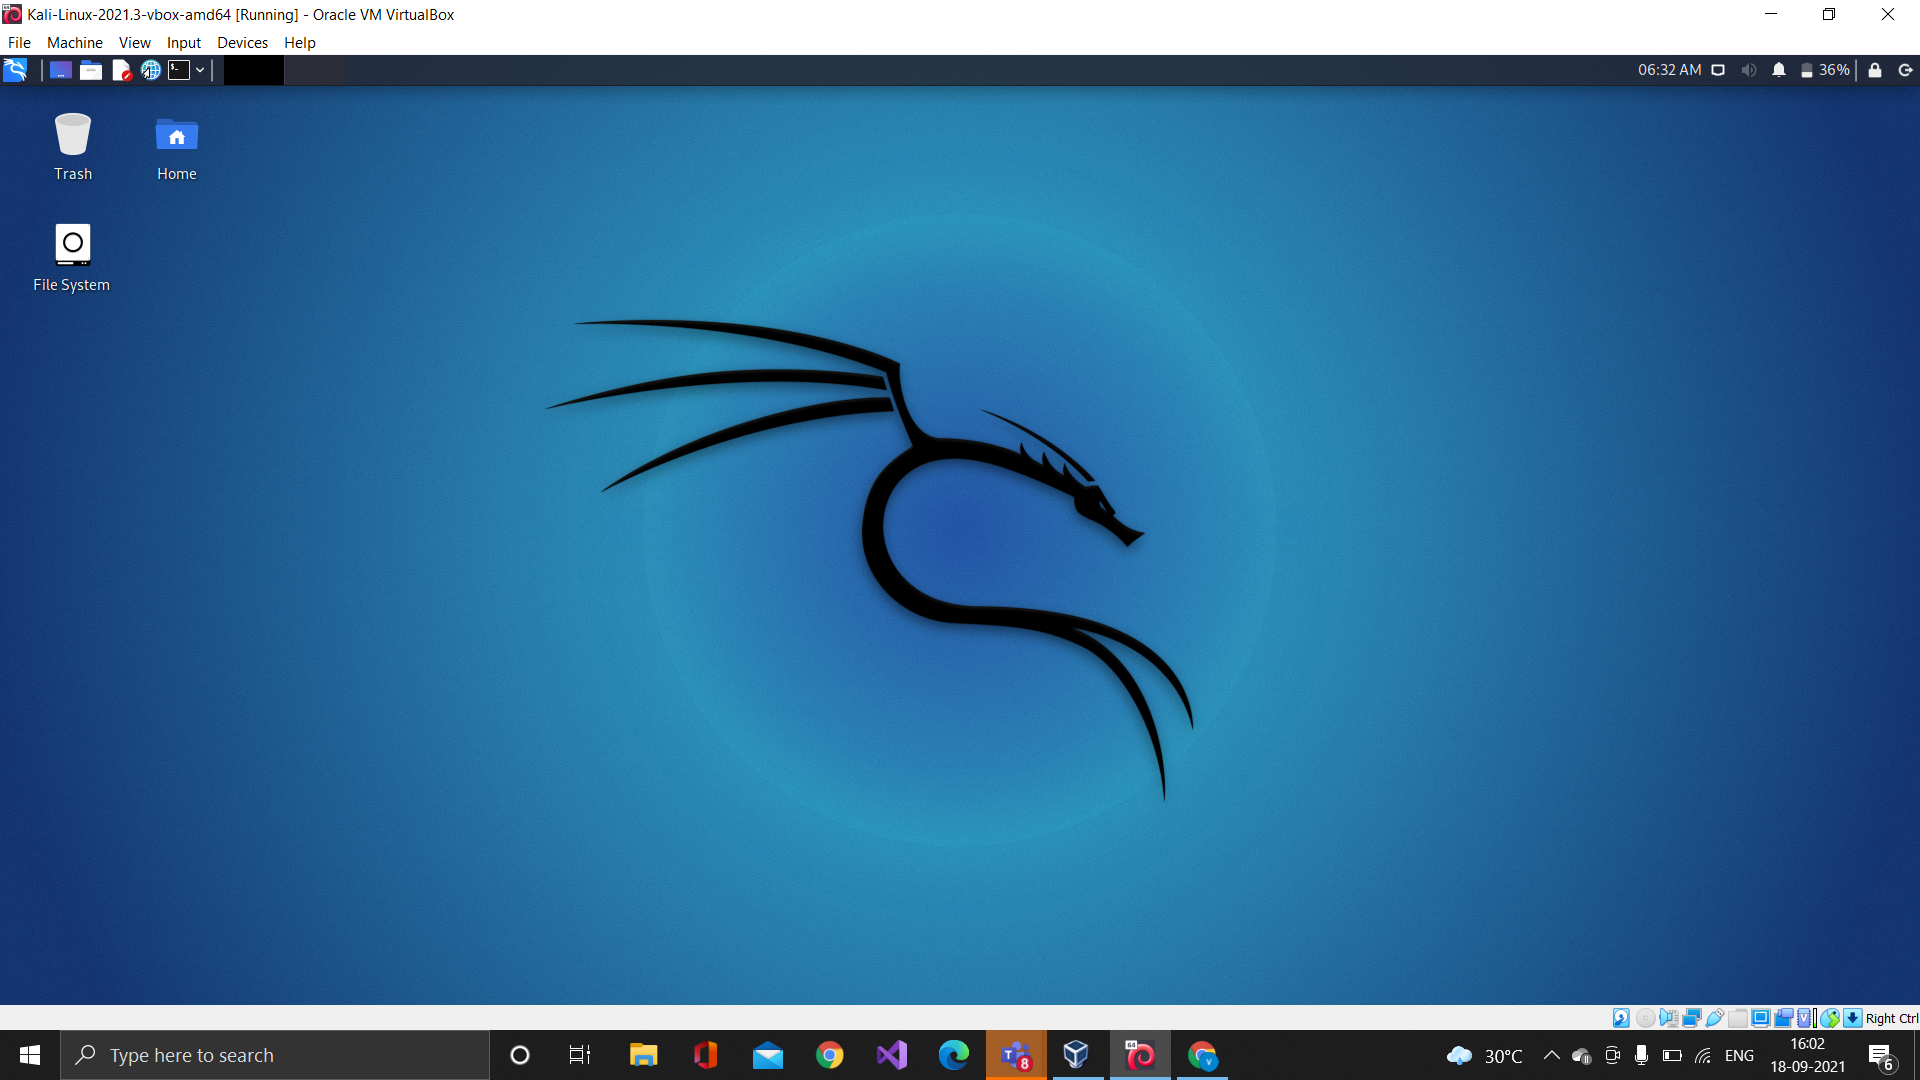 Kali-Linux-2021.3-vbox-amd64 [Running] - Oracle VM VirtualBox
File Machine View Input Devices Help
06:32 AM 36%
Trash Home
File System
Right Ctrl
Type here to search
T 8
64
V
30°C
ENG
16:02
18-09-2021
6